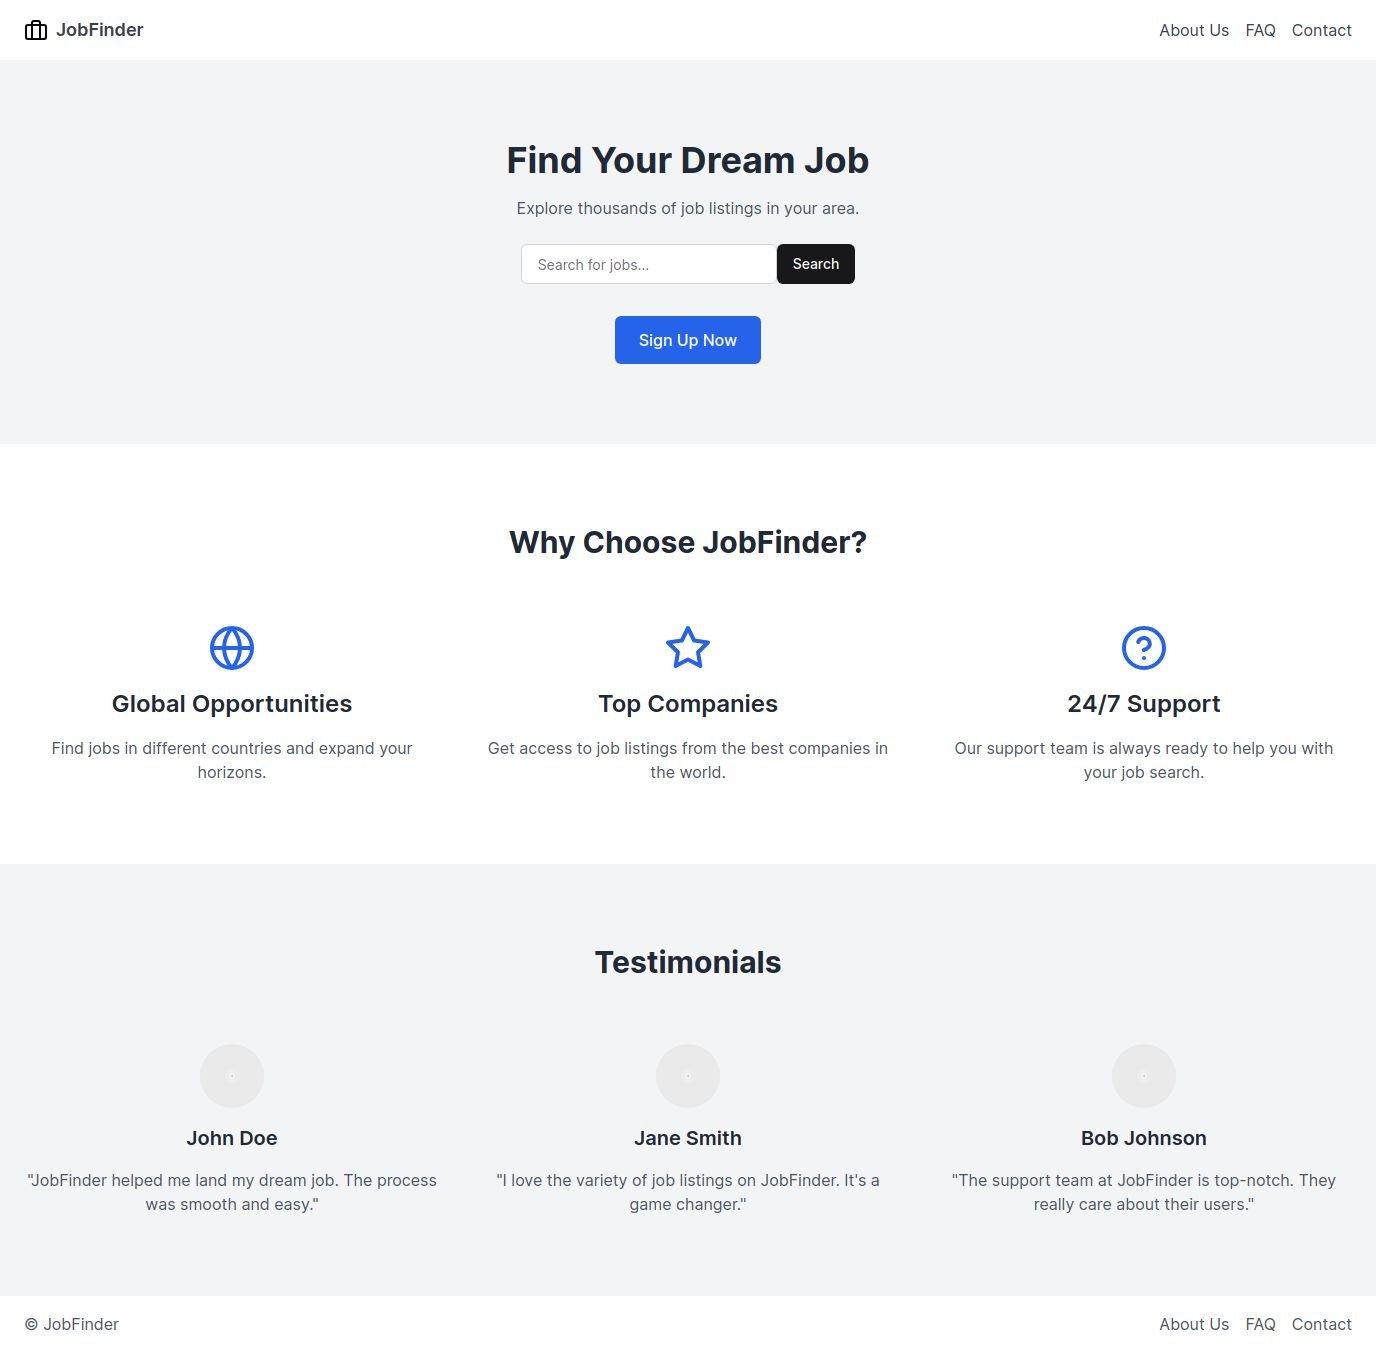 JobFinder
About Us FAQ Contact
Find Your Dream Job
Explore thousands of job listings in your area.
Search for jobs...
Search
Sign Up Now
Why Choose JobFinder?
Global Opportunities
Find jobs in different countries and expand your
horizons.
Top Companies
Get access to job listings from the best companies in
the world.
24/7 Support
Our support team is always ready to help you with
your job search.
Testimonials
John Doe
"JobFinder helped me land my dream job. The process
was smooth and easy."
Jane Smith
"I love the variety of job listings on JobFinder. It's a
game changer."
Bob Johnson
"The support team at JobFinder is top-notch. They
really care about their users."
© JobFinder
About Us FAQ Contact